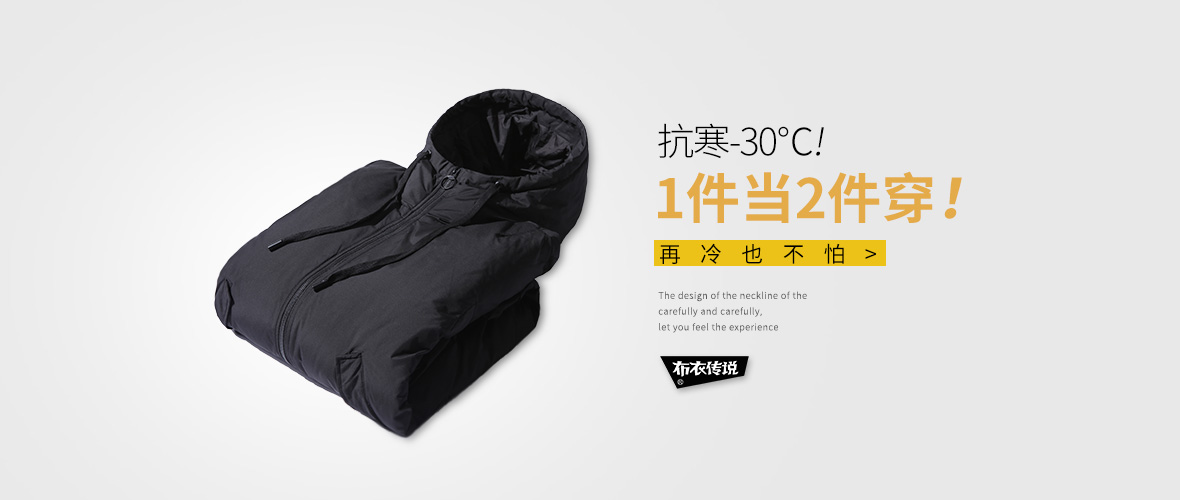 抗寒-30°C!
1件当2件穿!
再冷也不怕>
The design of the neckline of the
carefully and carefully,
let you feel the experience
布衣传说
®